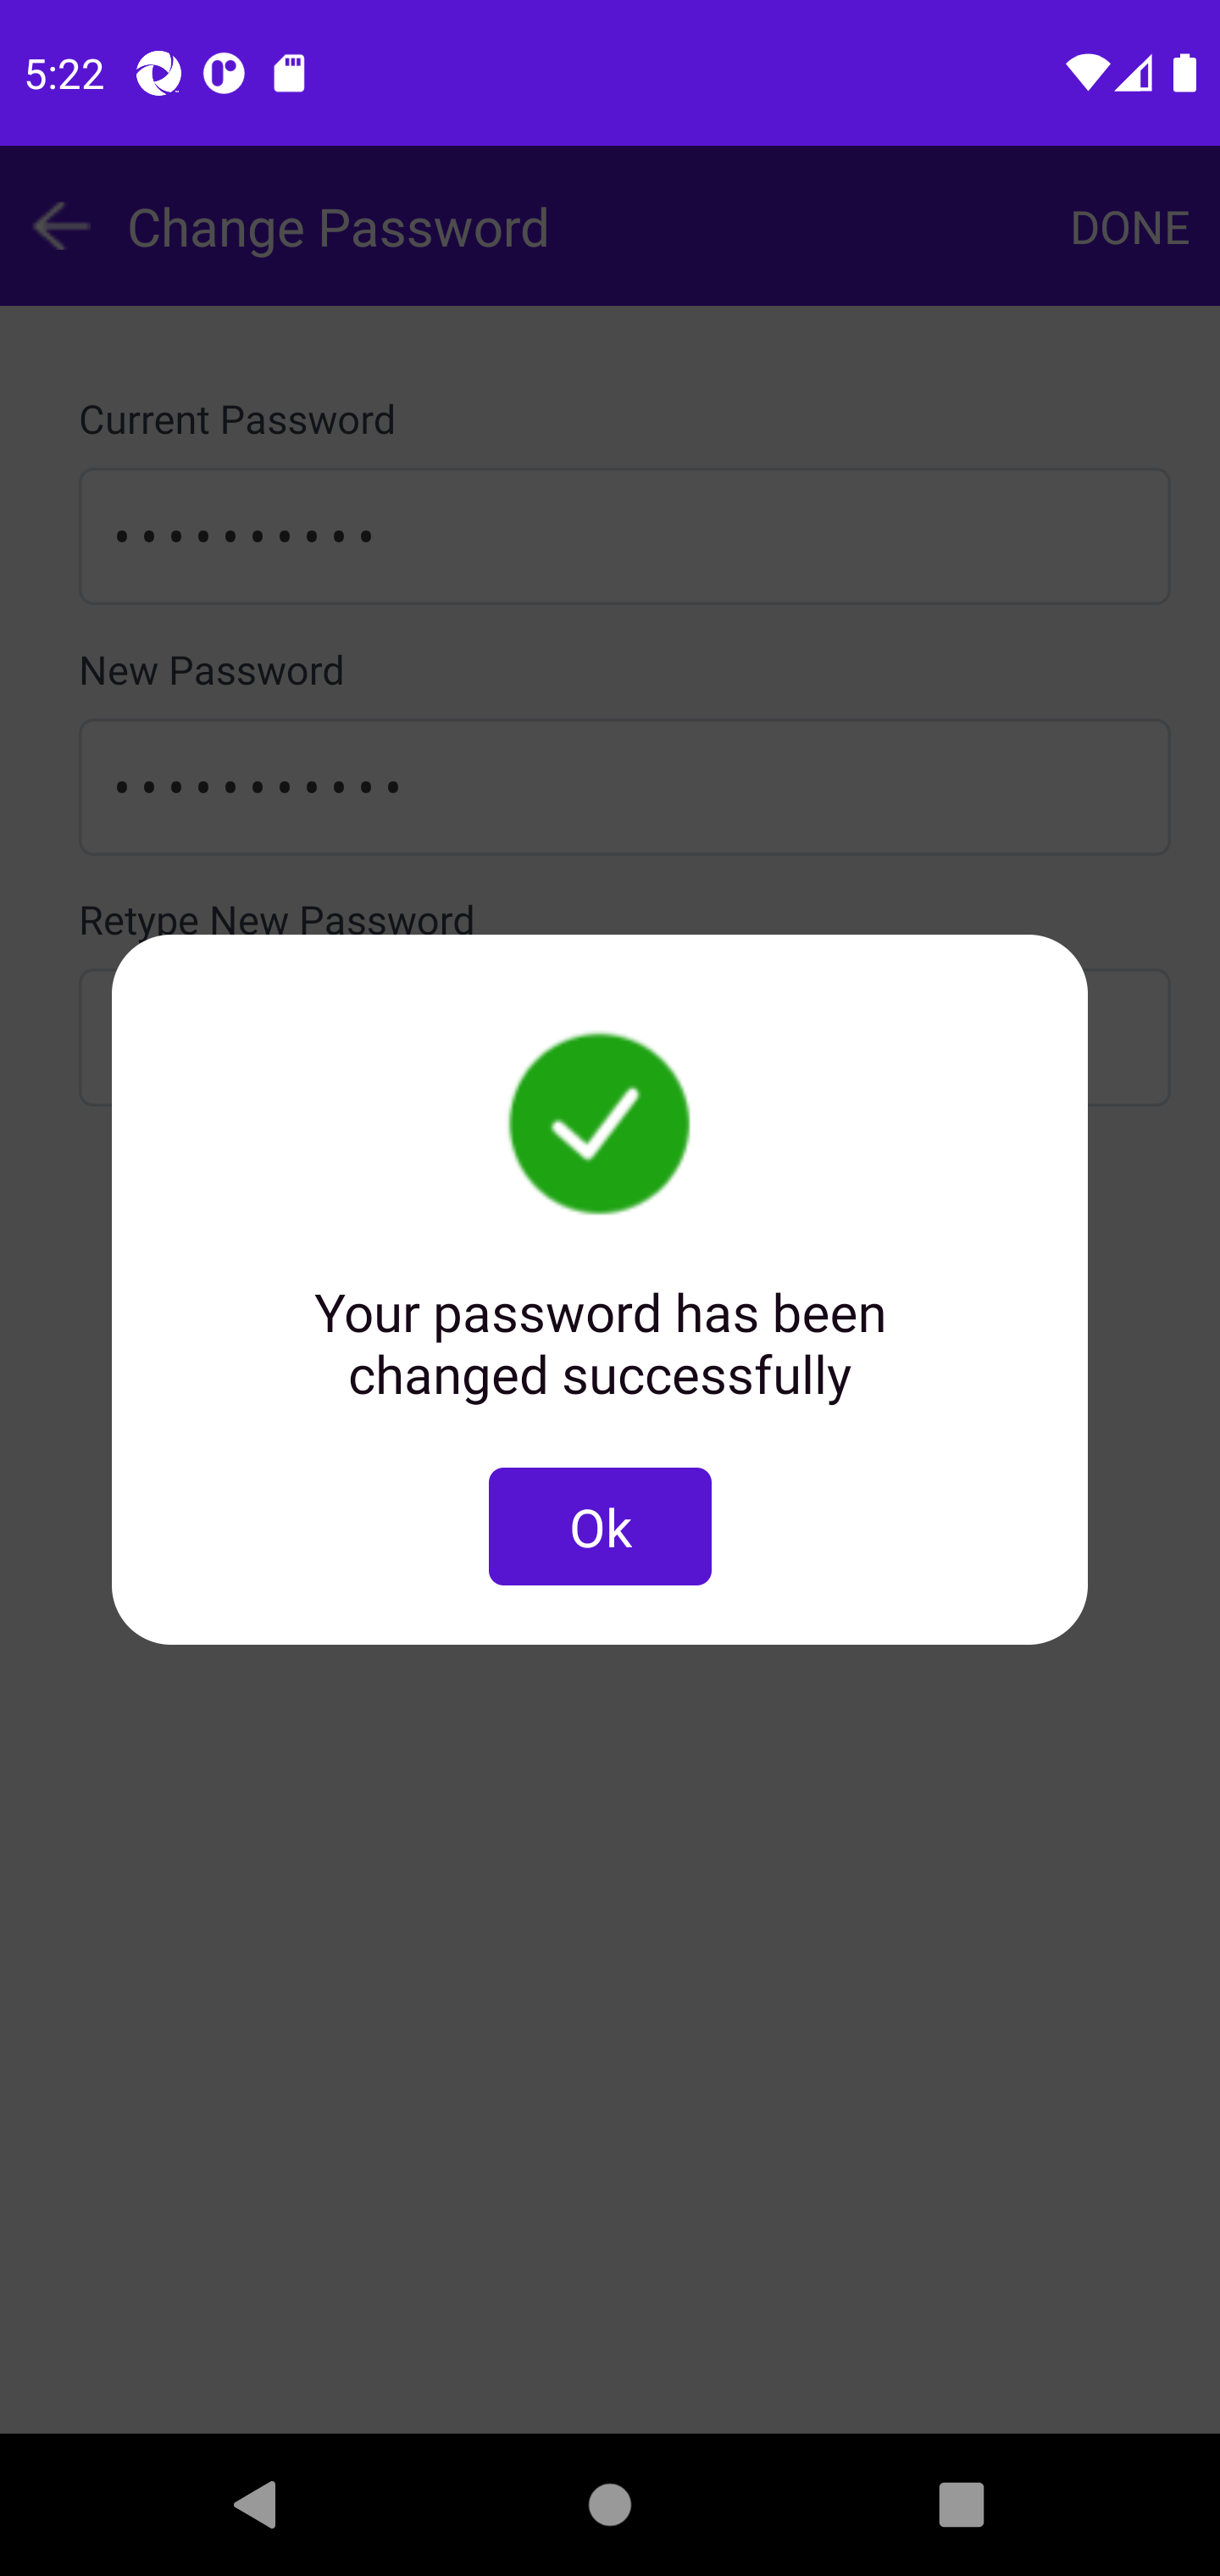 5:22
Change Password
DONE
Current Password
••••••••••
New Password
•••••••••••
Retype New Password
Your password has been
changed successfully
Ok